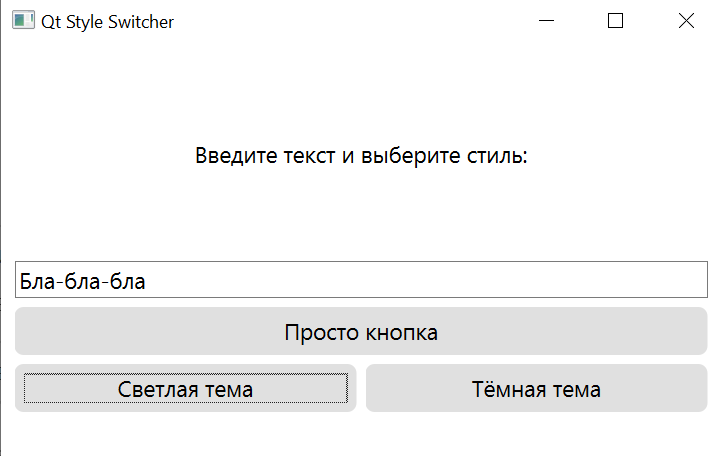 Qt Style Switcher
Введите текст и выберите стиль:
Бла-бла-бла
Просто кнопка
Светлая тема
Тёмная тема